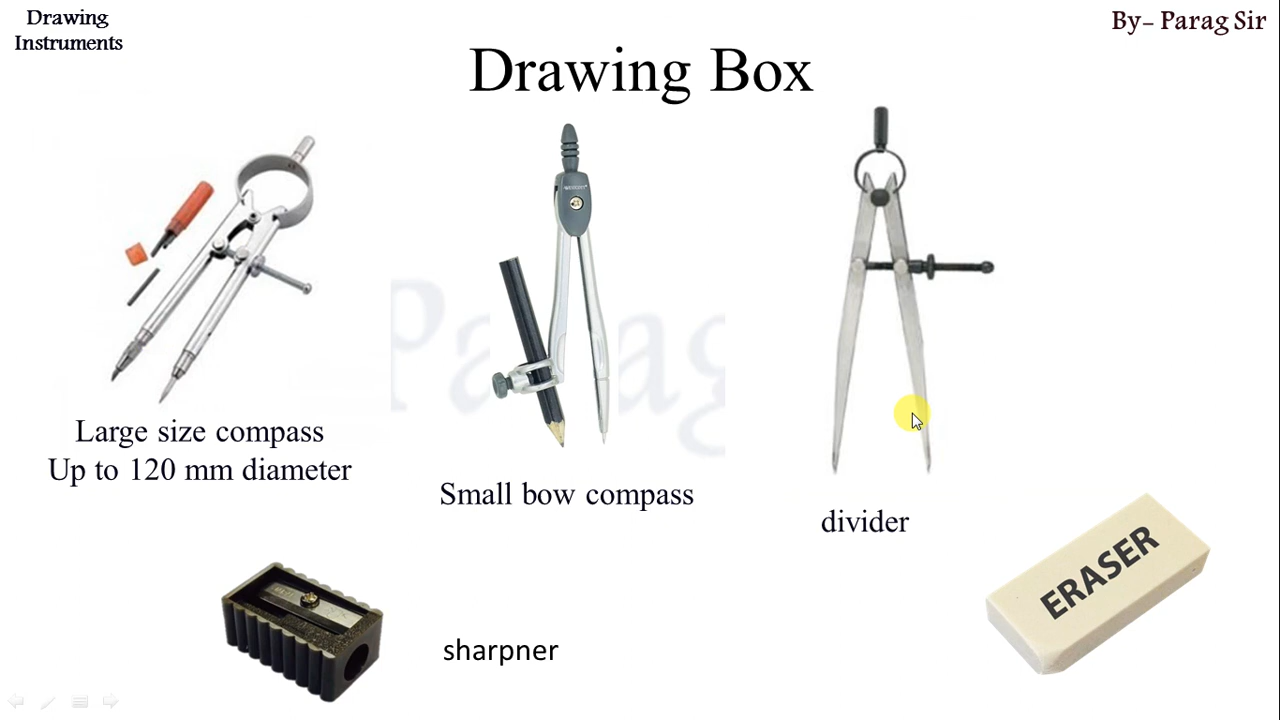 Drawing
Instruments
By- Parag Sir
Drawing Box
Parag
Large size compass
Up to 120 mm diameter
Small bow compass
divider
ERASER
sharpner